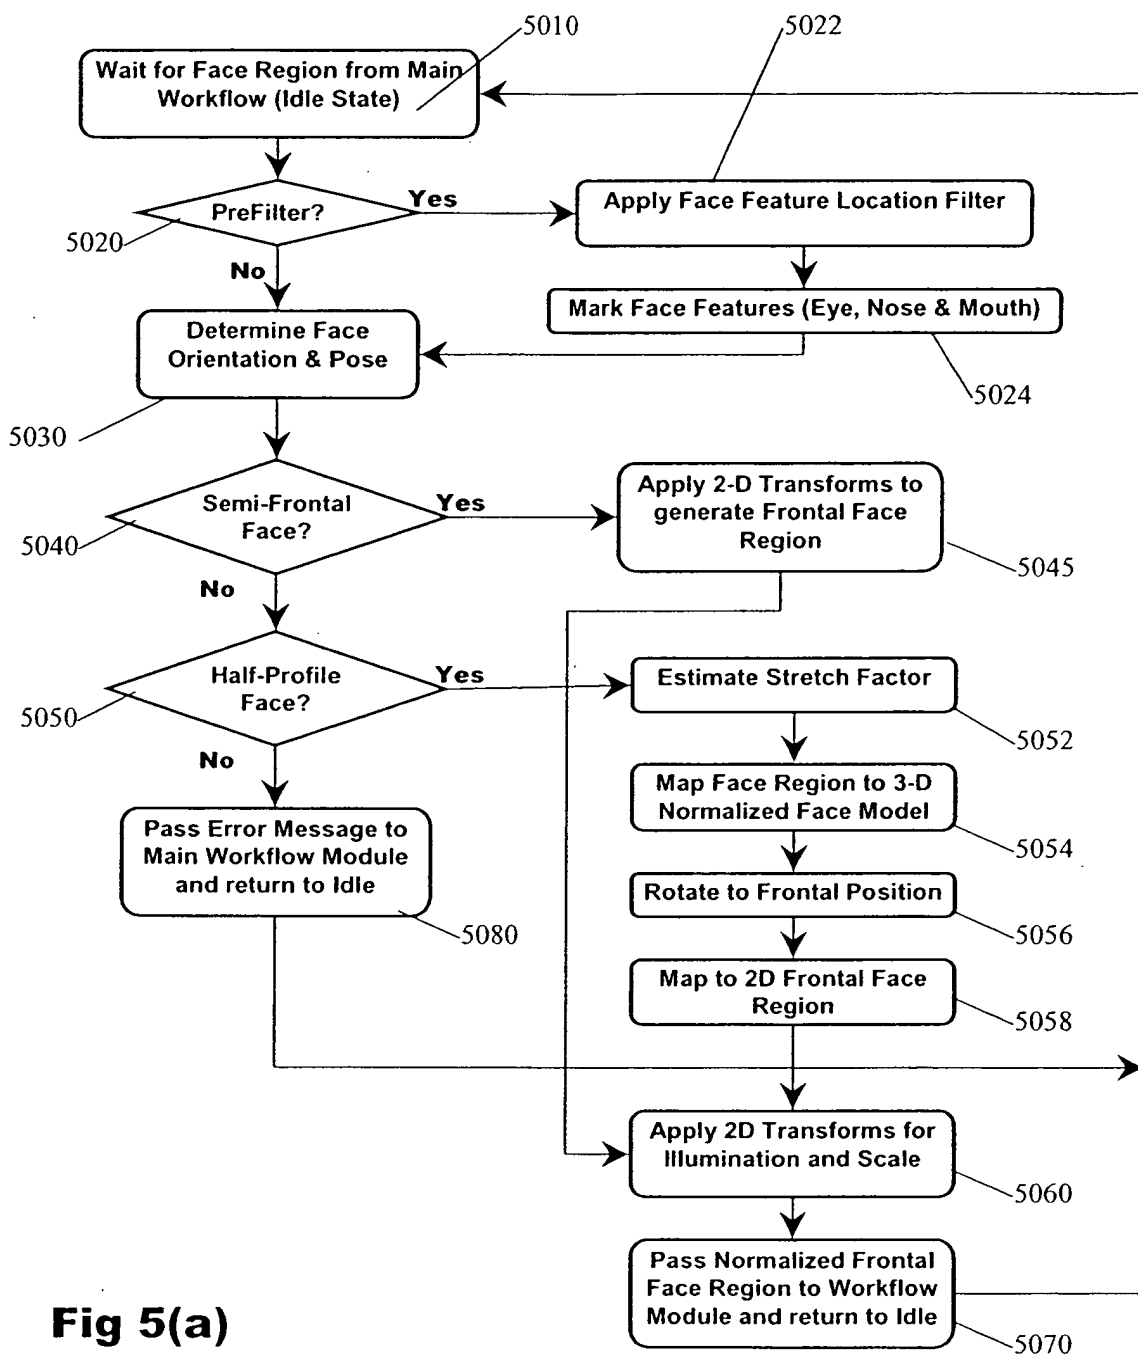 5010
5022
Wait for Face Region from Main
Workflow (Idle State)
PreFilter?
Yes
Apply Face Feature Location Filter
5020
No
Mark Face Features (Eye, Nose & Mouth)
Determine Face
Orientation & Pose
5024
5030
Semi-Frontal
Face?
Yes
Apply 2-D Transforms to
generate Frontal Face
Region
5040
5045
No
Half-Profile
Face?
Yes
Estimate Stretch Factor
5050
5052
No
Map Face Region to 3-D
Normalized Face Model
5054
Pass Error Message to
Main Workflow Module
and return to Idle
5080
Rotate to Frontal Position
5056
Map to 2D Frontal Face
Region
5058
Apply 2D Transforms for
Illumination and Scale
5060
Pass Normalized Frontal
Face Region to Workflow
Module and return to Idle
5070
Fig 5(a)